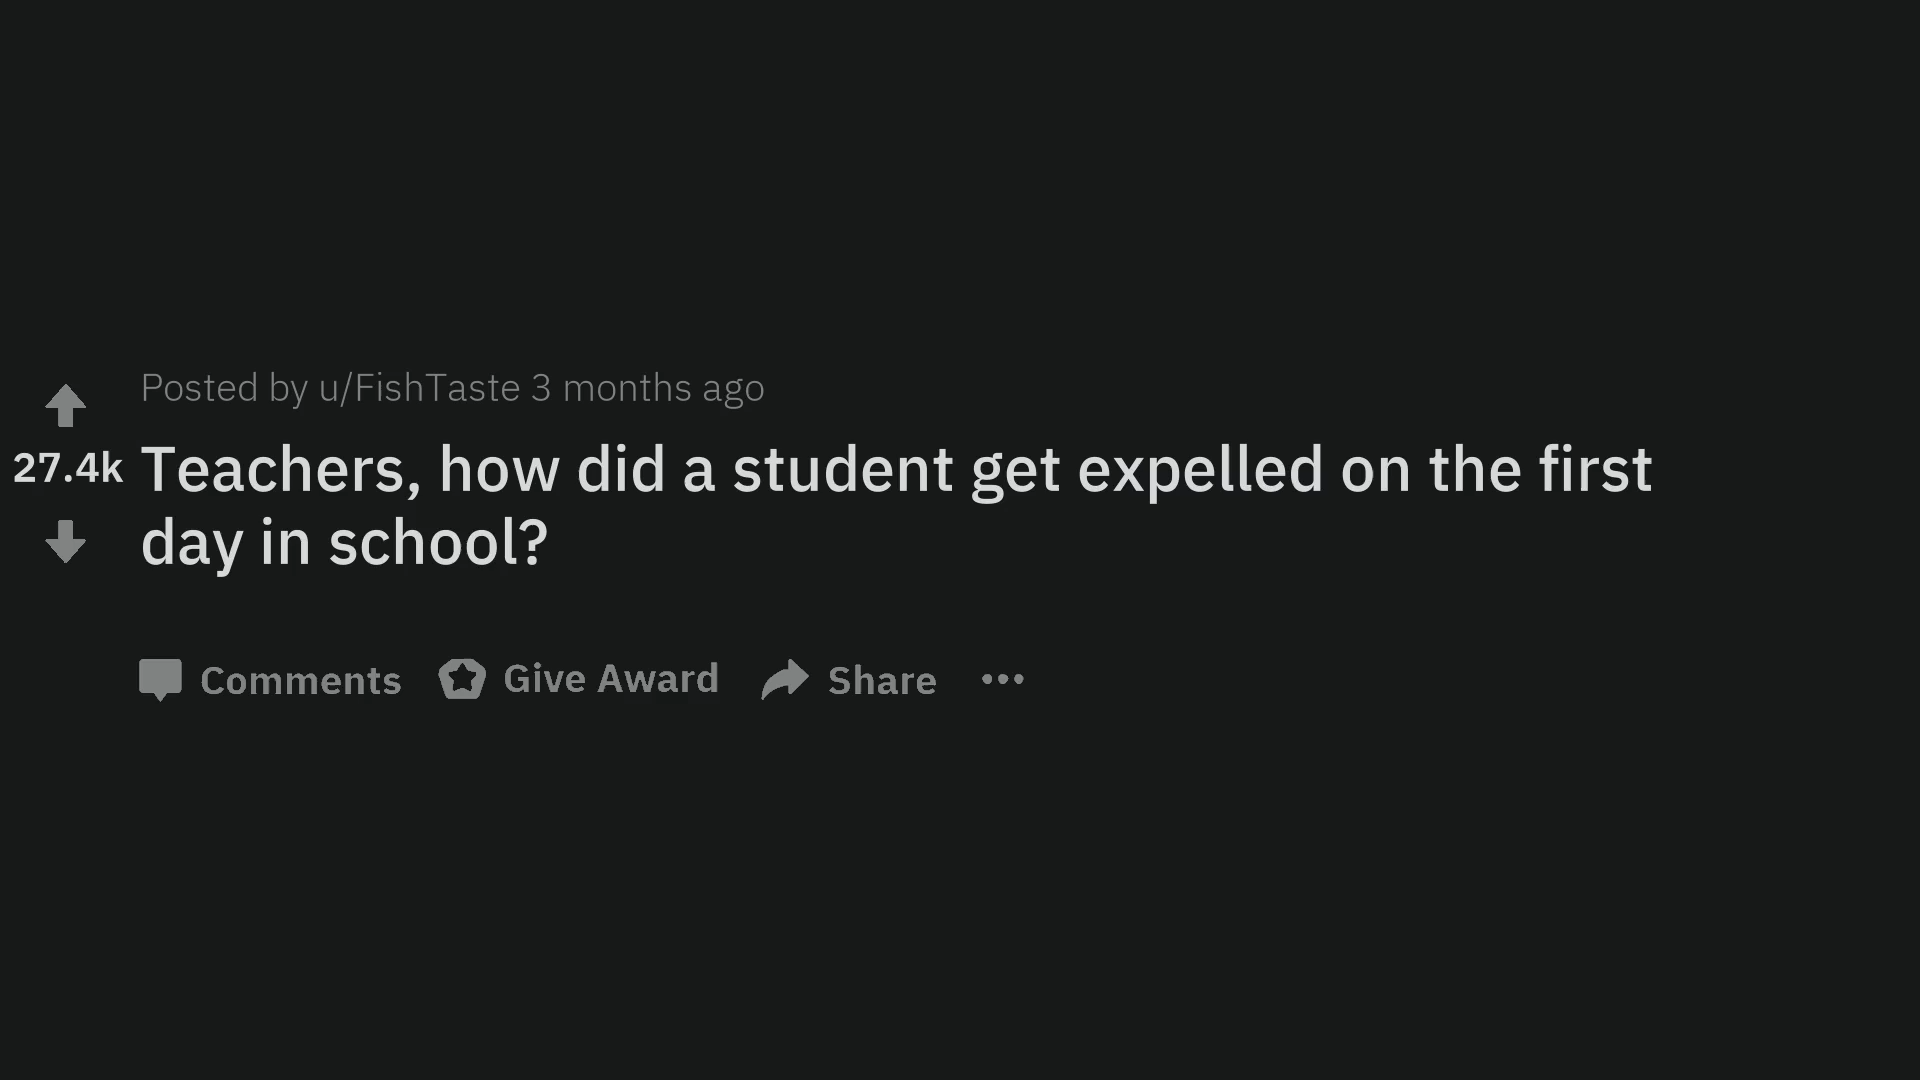 Posted by u/FishTaste 3 months ago
27.4k
Teachers, how did a student get expelled on the first
day in school?
Comments Give Award Share ...